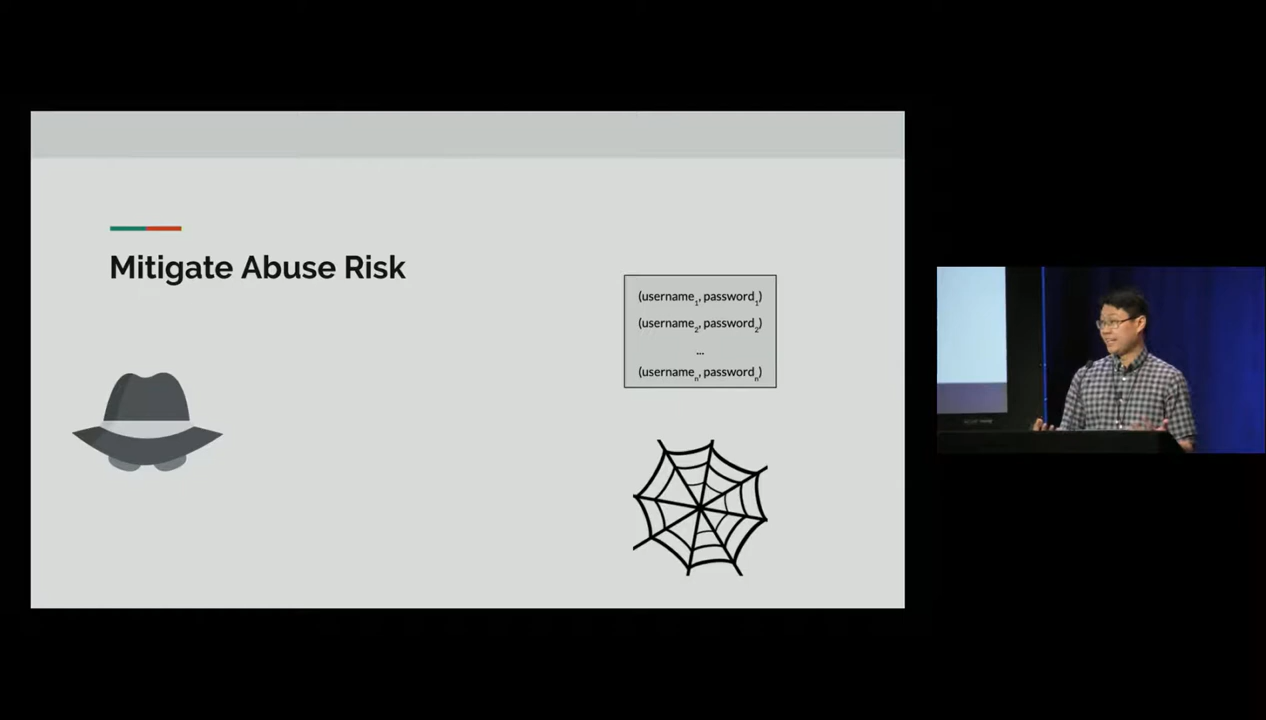 Mitigate Abuse Risk
(username₁, password₁)
(username₂, password₂)
...
(usernameₙ, passwordₙ)